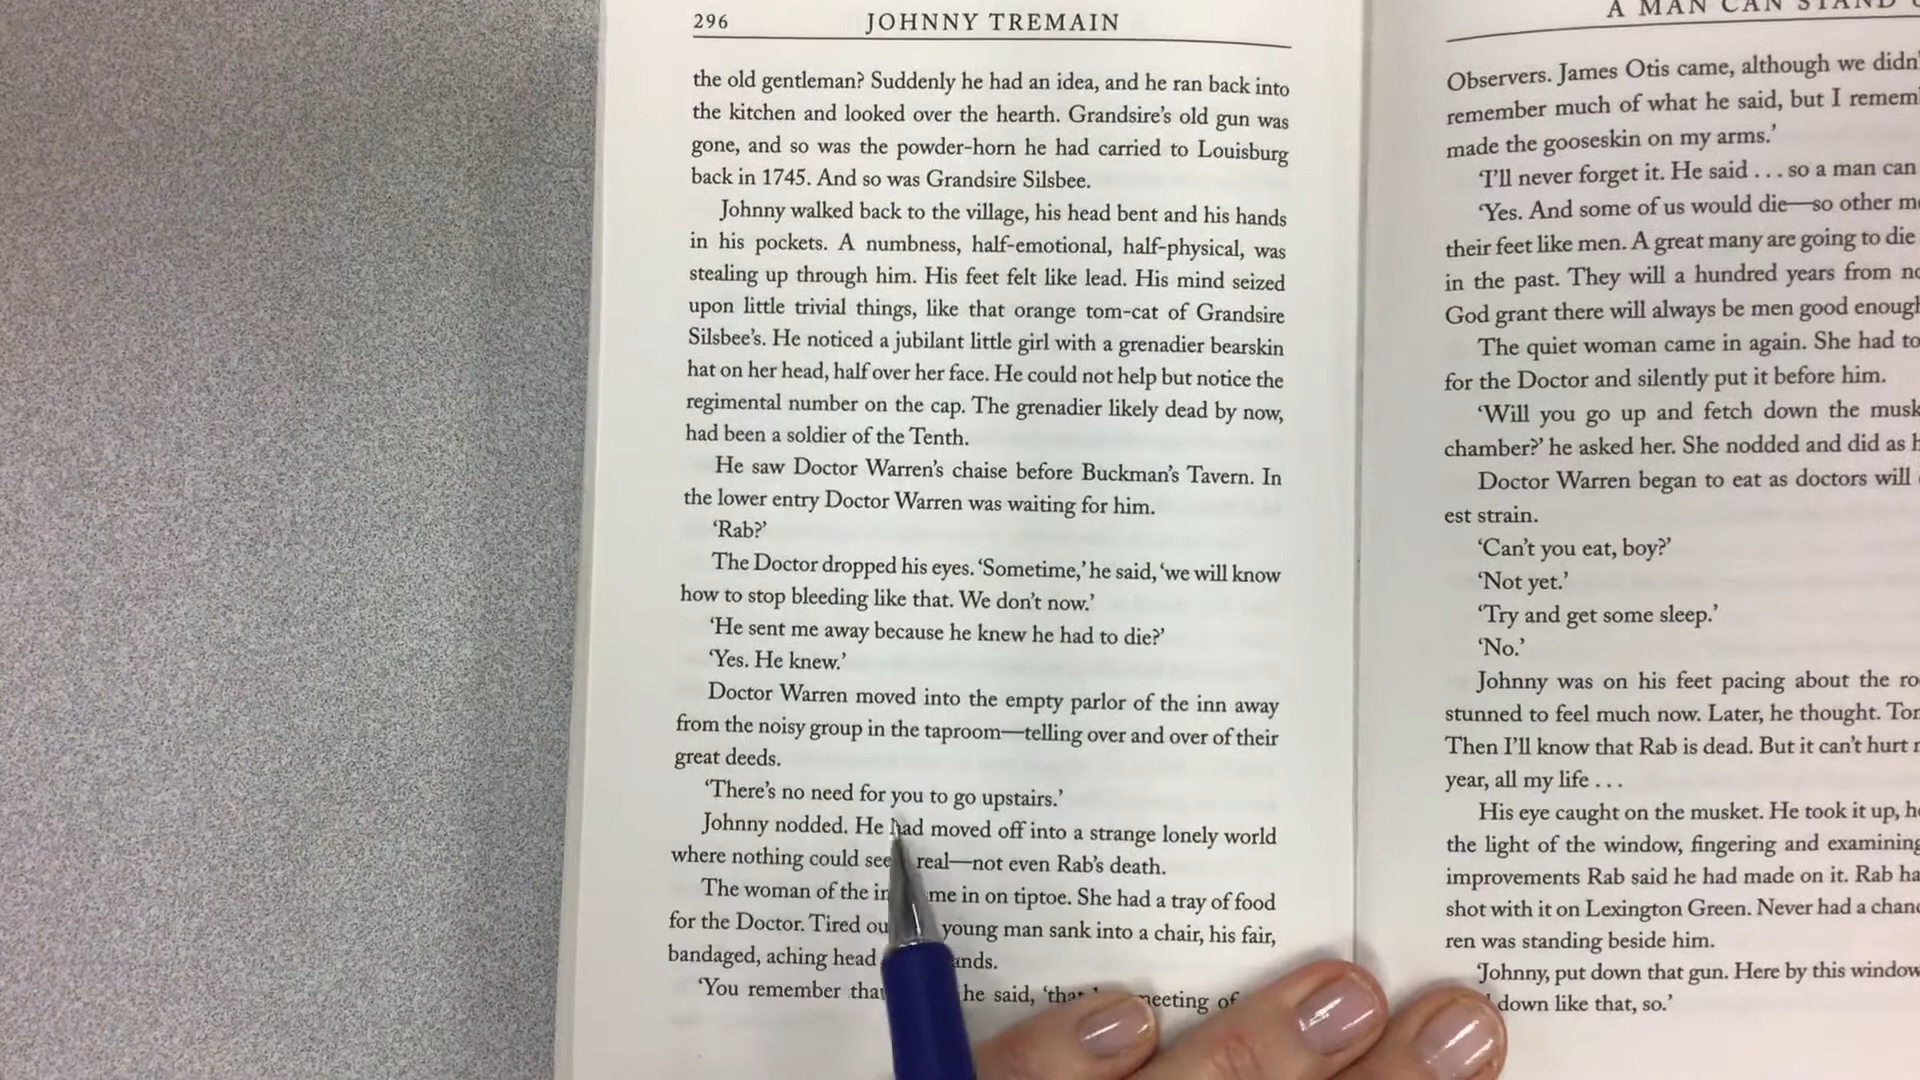 296 JOHNNY TREMAIN
the old gentleman? Suddenly he had an idea, and he ran back into
the kitchen and looked over the hearth. Grandsire's old gun was
gone, and so was the powder-horn he had carried to Louisburg
back in 1745. And so was Grandsire Silsbee.
Johnny walked back to the village, his head bent and his hands
in his pockets. A numbness, half-emotional, half-physical, was
stealing up through him. His feet felt like lead. His mind seized
upon little trivial things, like that orange tom-cat of Grandsire
Silsbee's. He noticed a jubilant little girl with a grenadier bearskin
hat on her head, half over her face. He could not help but notice the
regimental number on the cap. The grenadier likely dead by now,
had been a soldier of the Tenth.
He saw Doctor Warren's chaise before Buckman's Tavern. In
the lower entry Doctor Warren was waiting for him.
'Rab?'
The Doctor dropped his eyes. 'Sometime,' he said, 'we will know
how to stop bleeding like that. We don't now.'
'He sent me away because he knew he had to die?'
'Yes. He knew.'
Doctor Warren moved into the empty parlor of the inn away
from the noisy group in the taproom—telling over and over of their
great deeds.
'There's no need for you to go upstairs.'
Johnny nodded. He had moved off into a strange lonely world
where nothing could see real—not even Rab's death.
The woman of the in me in on tiptoe. She had a tray of food
for the Doctor. Tired ou young man sank into a chair, his fair,
bandaged, aching head ands.
'You remember tha he said, meeting of
A MAN CAN STAND
Observers. James Otis came, although we didn'
remember much of what he said, but I remem
made the gooseskin on my arms.'
'I'll never forget it. He said . . . so a man can
'Yes. And some of us would die—so other m
their feet like men. A great many are going to die
in the past. They will a hundred years from no
God grant there will always be men good enough
The quiet woman came in again. She had to
for the Doctor and silently put it before him.
'Will you go up and fetch down the musk
chamber?' he asked her. She nodded and did as h
Doctor Warren began to eat as doctors will
est strain.
'Can't you eat, boy?'
'Not yet.'
'Try and get some sleep.'
'No.'
Johnny was on his feet pacing about the ro
stunned to feel much now. Later, he thought. Tor
Then I'll know that Rab is dead. But it can't hurt
year, all my life . . .
His eye caught on the musket. He took it up, h
the light of the window, fingering and examining
improvements Rab said he had made on it. Rab ha
shot with it on Lexington Green. Never had a chanc
ren was standing beside him.
'Johnny, put down that gun. Here by this window
down like that, so.'